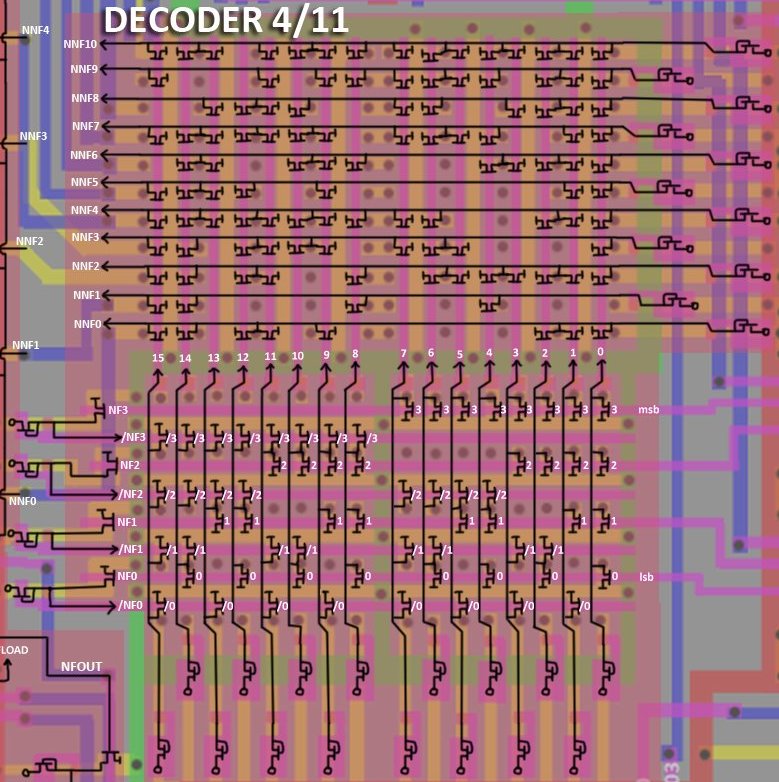 DECODER 4/11
NNF4
NNF10
NNF9
NNF8
NNF7
NNF3
NNF6
NNF5
NNF4
NNF3
NNF2
NNF2
NNF1
NNF0
NNF1
15 14 13 12 11 10 9 8 7 6 5 4 3 2 1 0
NF3 3 3 3 3 3 3 3 3 msb
/NF3 /3 /3 /3 /3 /3 /3 /3 /3
NF2 2 2 2 2 2 2 2 2
/NF2 /2 /2 /2 /2 /2 /2 /2 /2
NNF0
NF1 1 1 1 1 1 1 1 1
/NF1 /1 /1 /1 /1 /1 /1 /1 /1
NF0 0 0 0 0 0 0 0 0 lsb
/NF0 /0 /0 /0 /0 /0 /0 /0 /0
LOAD
NFOUT